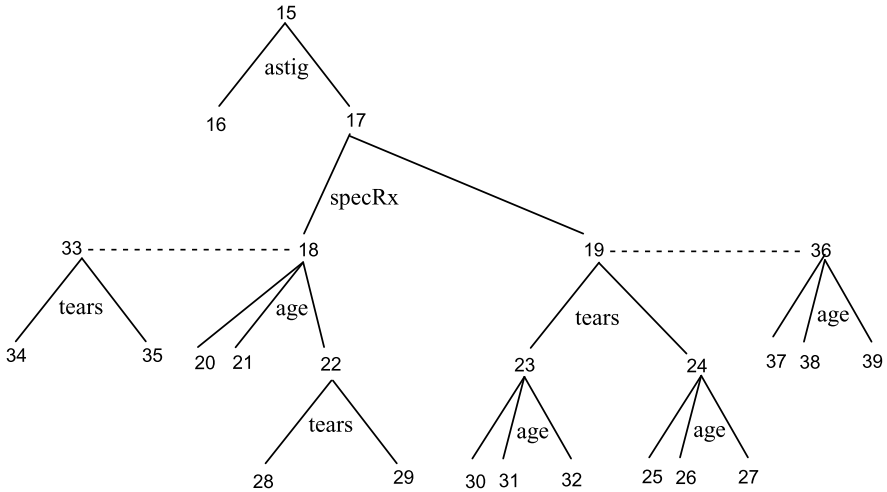 15
astig
16 17
specRx
33 18 19 36
tears age tears age
34 35 20 21 22 23 24 37 38 39
tears age age
28 29 30 31 32 25 26 27